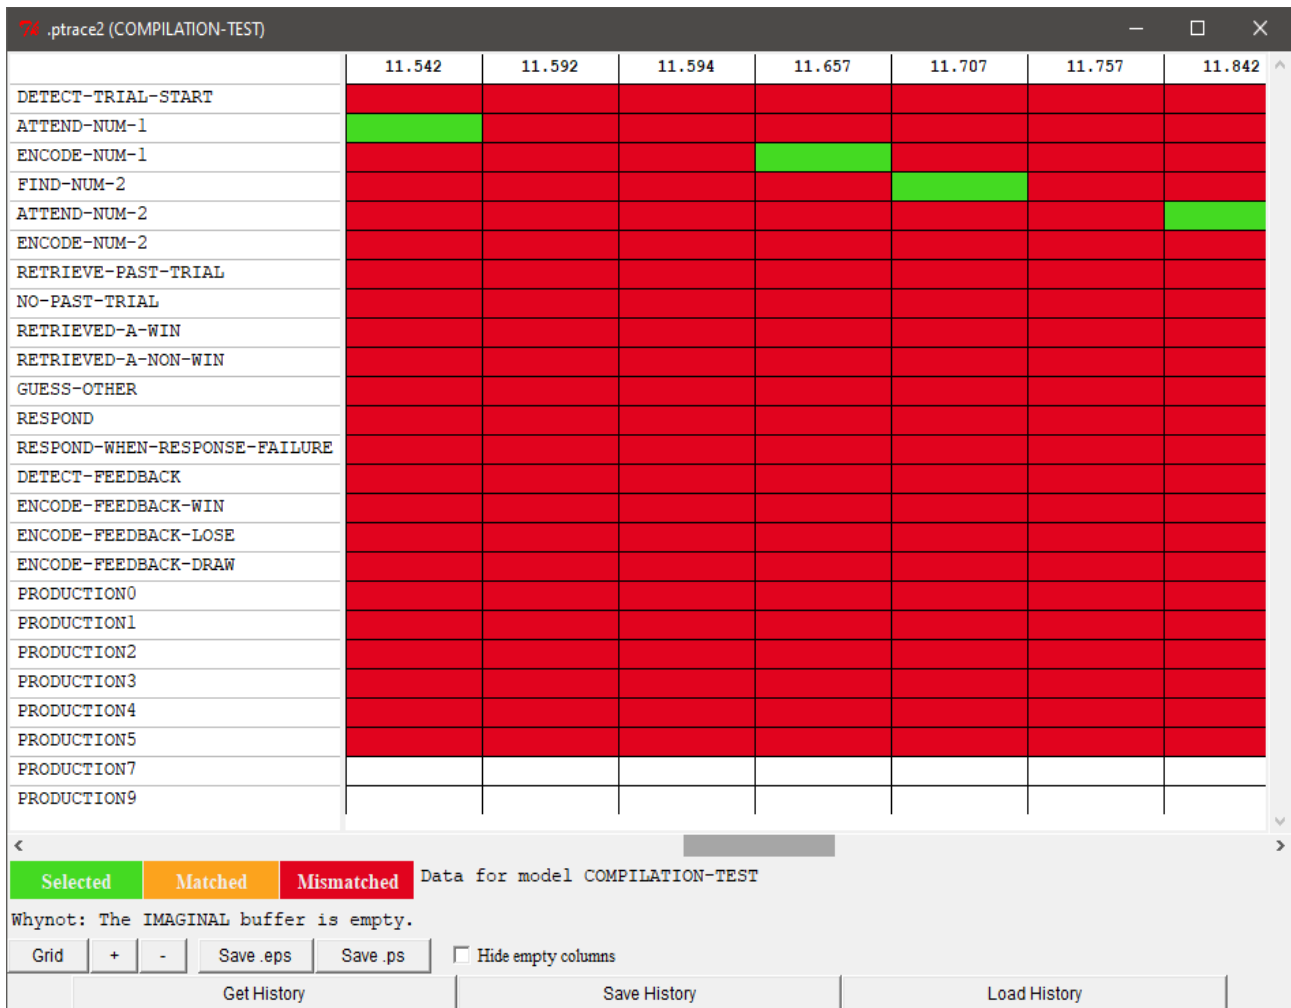 .ptrace2 (COMPILATION-TEST)
11.542 11.592 11.594 11.657 11.707 11.757 11.842
DETECT-TRIAL-START
ATTEND-NUM-1
ENCODE-NUM-1
FIND-NUM-2
ATTEND-NUM-2
ENCODE-NUM-2
RETRIEVE-PAST-TRIAL
NO-PAST-TRIAL
RETRIEVED-A-WIN
RETRIEVED-A-NON-WIN
GUESS-OTHER
RESPOND
RESPOND-WHEN-RESPONSE-FAILURE
DETECT-FEEDBACK
ENCODE-FEEDBACK-WIN
ENCODE-FEEDBACK-LOSE
ENCODE-FEEDBACK-DRAW
PRODUCTION0
PRODUCTION1
PRODUCTION2
PRODUCTION3
PRODUCTION4
PRODUCTION5
PRODUCTION7
PRODUCTION9
Selected Matched Mismatched Data for model COMPILATION-TEST
Whynot: The IMAGINAL buffer is empty.
Grid + - Save .eps Save .ps Hide empty columns
Get History Save History Load History